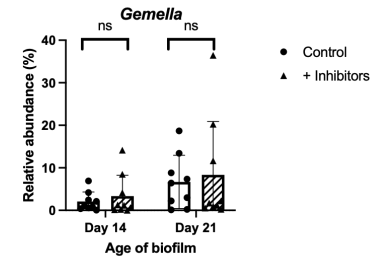 Gemella
ns ns
40
30
20
10
0
Relative abundance (%)
Day 14 Day 21
Age of biofilm
Control
+ Inhibitors